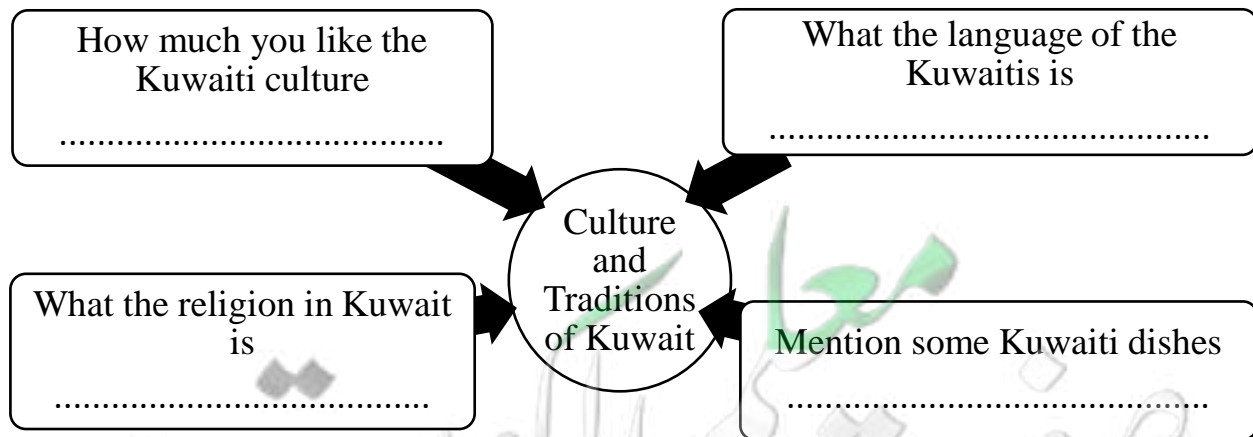 How much you like the
Kuwaiti culture
........................................
What the language of the
Kuwaitis is
..............................................
Culture
and
Traditions
of Kuwait
What the religion in Kuwait
is
.......................................
Mention some Kuwaiti dishes
............................................
معا